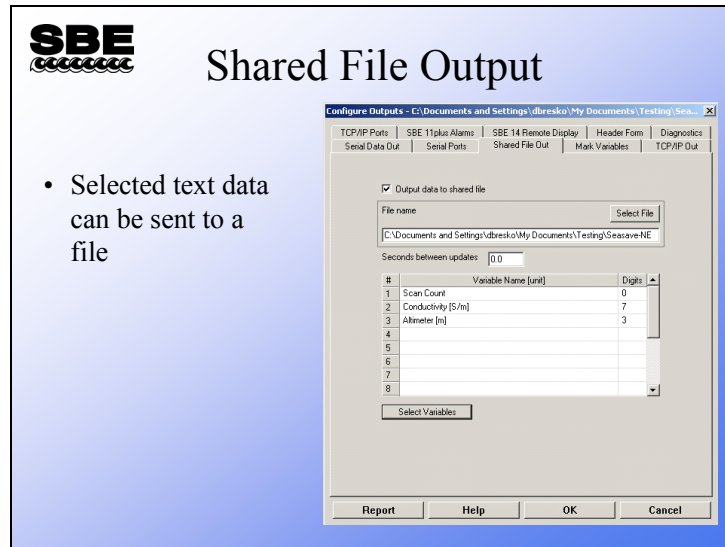 SBE
Shared File Output
• Selected text data
can be sent to a
file
Configure Outputs - C:\Documents and Settings\dbresko\My Documents\Testing\Sea...
TCP/IP Ports SBE 11plus Alarms SBE 14 Remote Display Header Form Diagnostics
Serial Data Out Serial Ports Shared File Out Mark Variables TCP/IP Out
Output data to shared file
File name
Select File
C:\Documents and Settings\dbresko\My Documents\Testing\Seasave-NE
Seconds between updates 0.0
# Variable Name [unit] Digits
1 Scan Count 0
2 Conductivity [S/m] 7
3 Altimeter [m] 3
4
5
6
7
8
Select Variables
Report Help OK Cancel